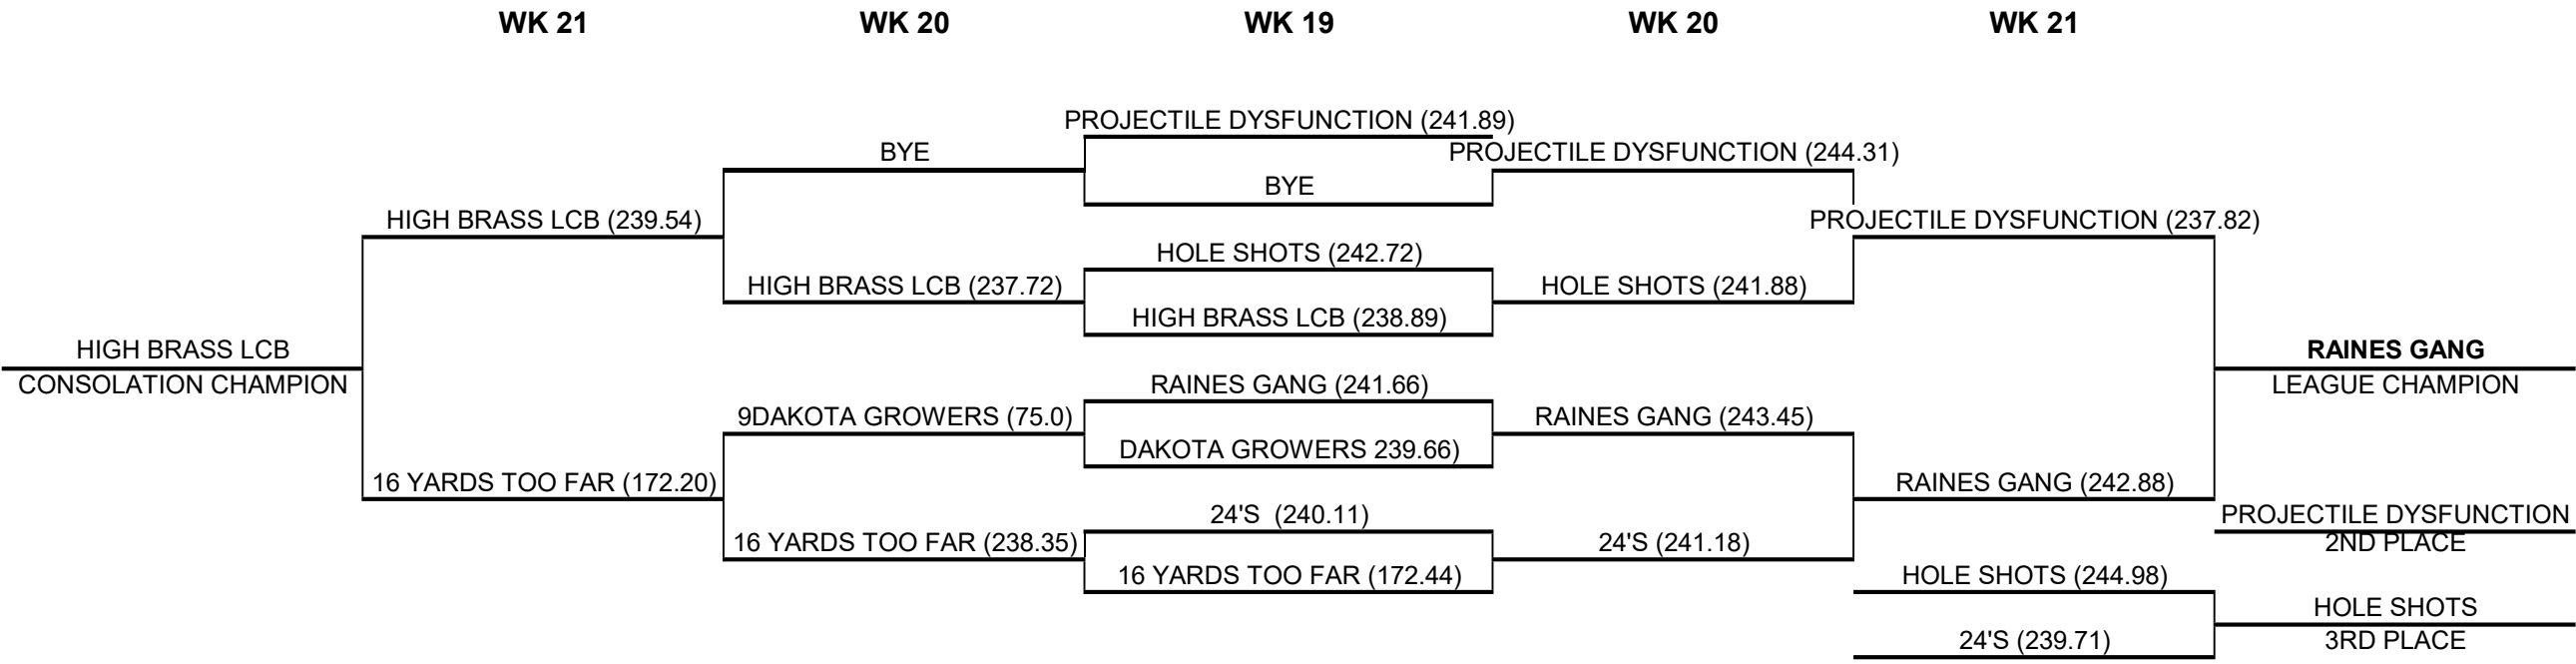 WK 21 WK 20 WK 19 WK 20 WK 21
PROJECTILE DYSFUNCTION (241.89)
BYE
PROJECTILE DYSFUNCTION (244.31)
BYE
HIGH BRASS LCB (239.54)
PROJECTILE DYSFUNCTION (237.82)
HOLE SHOTS (242.72)
HIGH BRASS LCB (237.72)
HOLE SHOTS (241.88)
HIGH BRASS LCB (238.89)
HIGH BRASS LCB
RAINES GANG
CONSOLATION CHAMPION
RAINES GANG (241.66)
LEAGUE CHAMPION
9DAKOTA GROWERS (75.0)
RAINES GANG (243.45)
DAKOTA GROWERS 239.66)
16 YARDS TOO FAR (172.20)
RAINES GANG (242.88)
24'S (240.11)
PROJECTILE DYSFUNCTION
16 YARDS TOO FAR (238.35)
24'S (241.18)
2ND PLACE
16 YARDS TOO FAR (172.44)
HOLE SHOTS (244.98)
HOLE SHOTS
24'S (239.71)
3RD PLACE